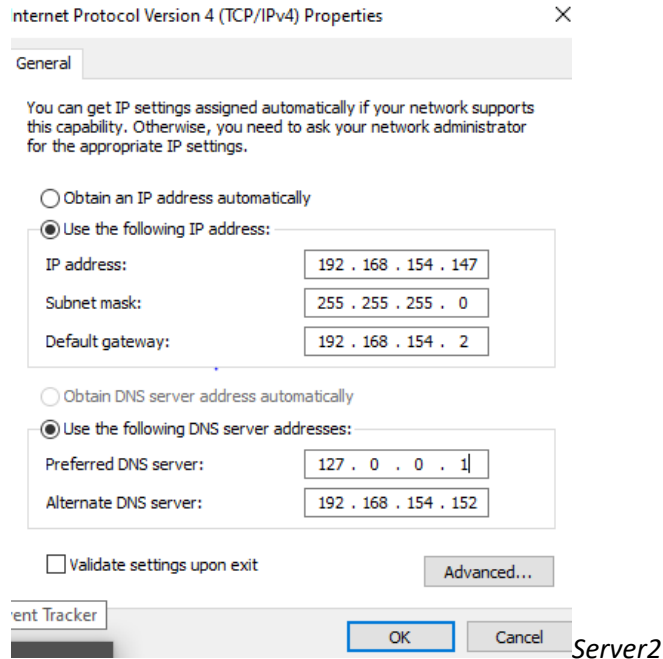 nternet Protocol Version 4 (TCP/IPv4) Properties
General
You can get IP settings assigned automatically if your network supports
this capability. Otherwise, you need to ask your network administrator
for the appropriate IP settings.
Obtain an IP address automatically
Use the following IP address:
IP address: 192 . 168 . 154 . 147
Subnet mask: 255 . 255 . 255 . 0
Default gateway: 192 . 168 . 154 . 2
Obtain DNS server address automatically
Use the following DNS server addresses:
Preferred DNS server: 127 . 0 . 0 . 1
Alternate DNS server: 192 . 168 . 154 . 152
Validate settings upon exit Advanced...
ent Tracker
OK Cancel Server2